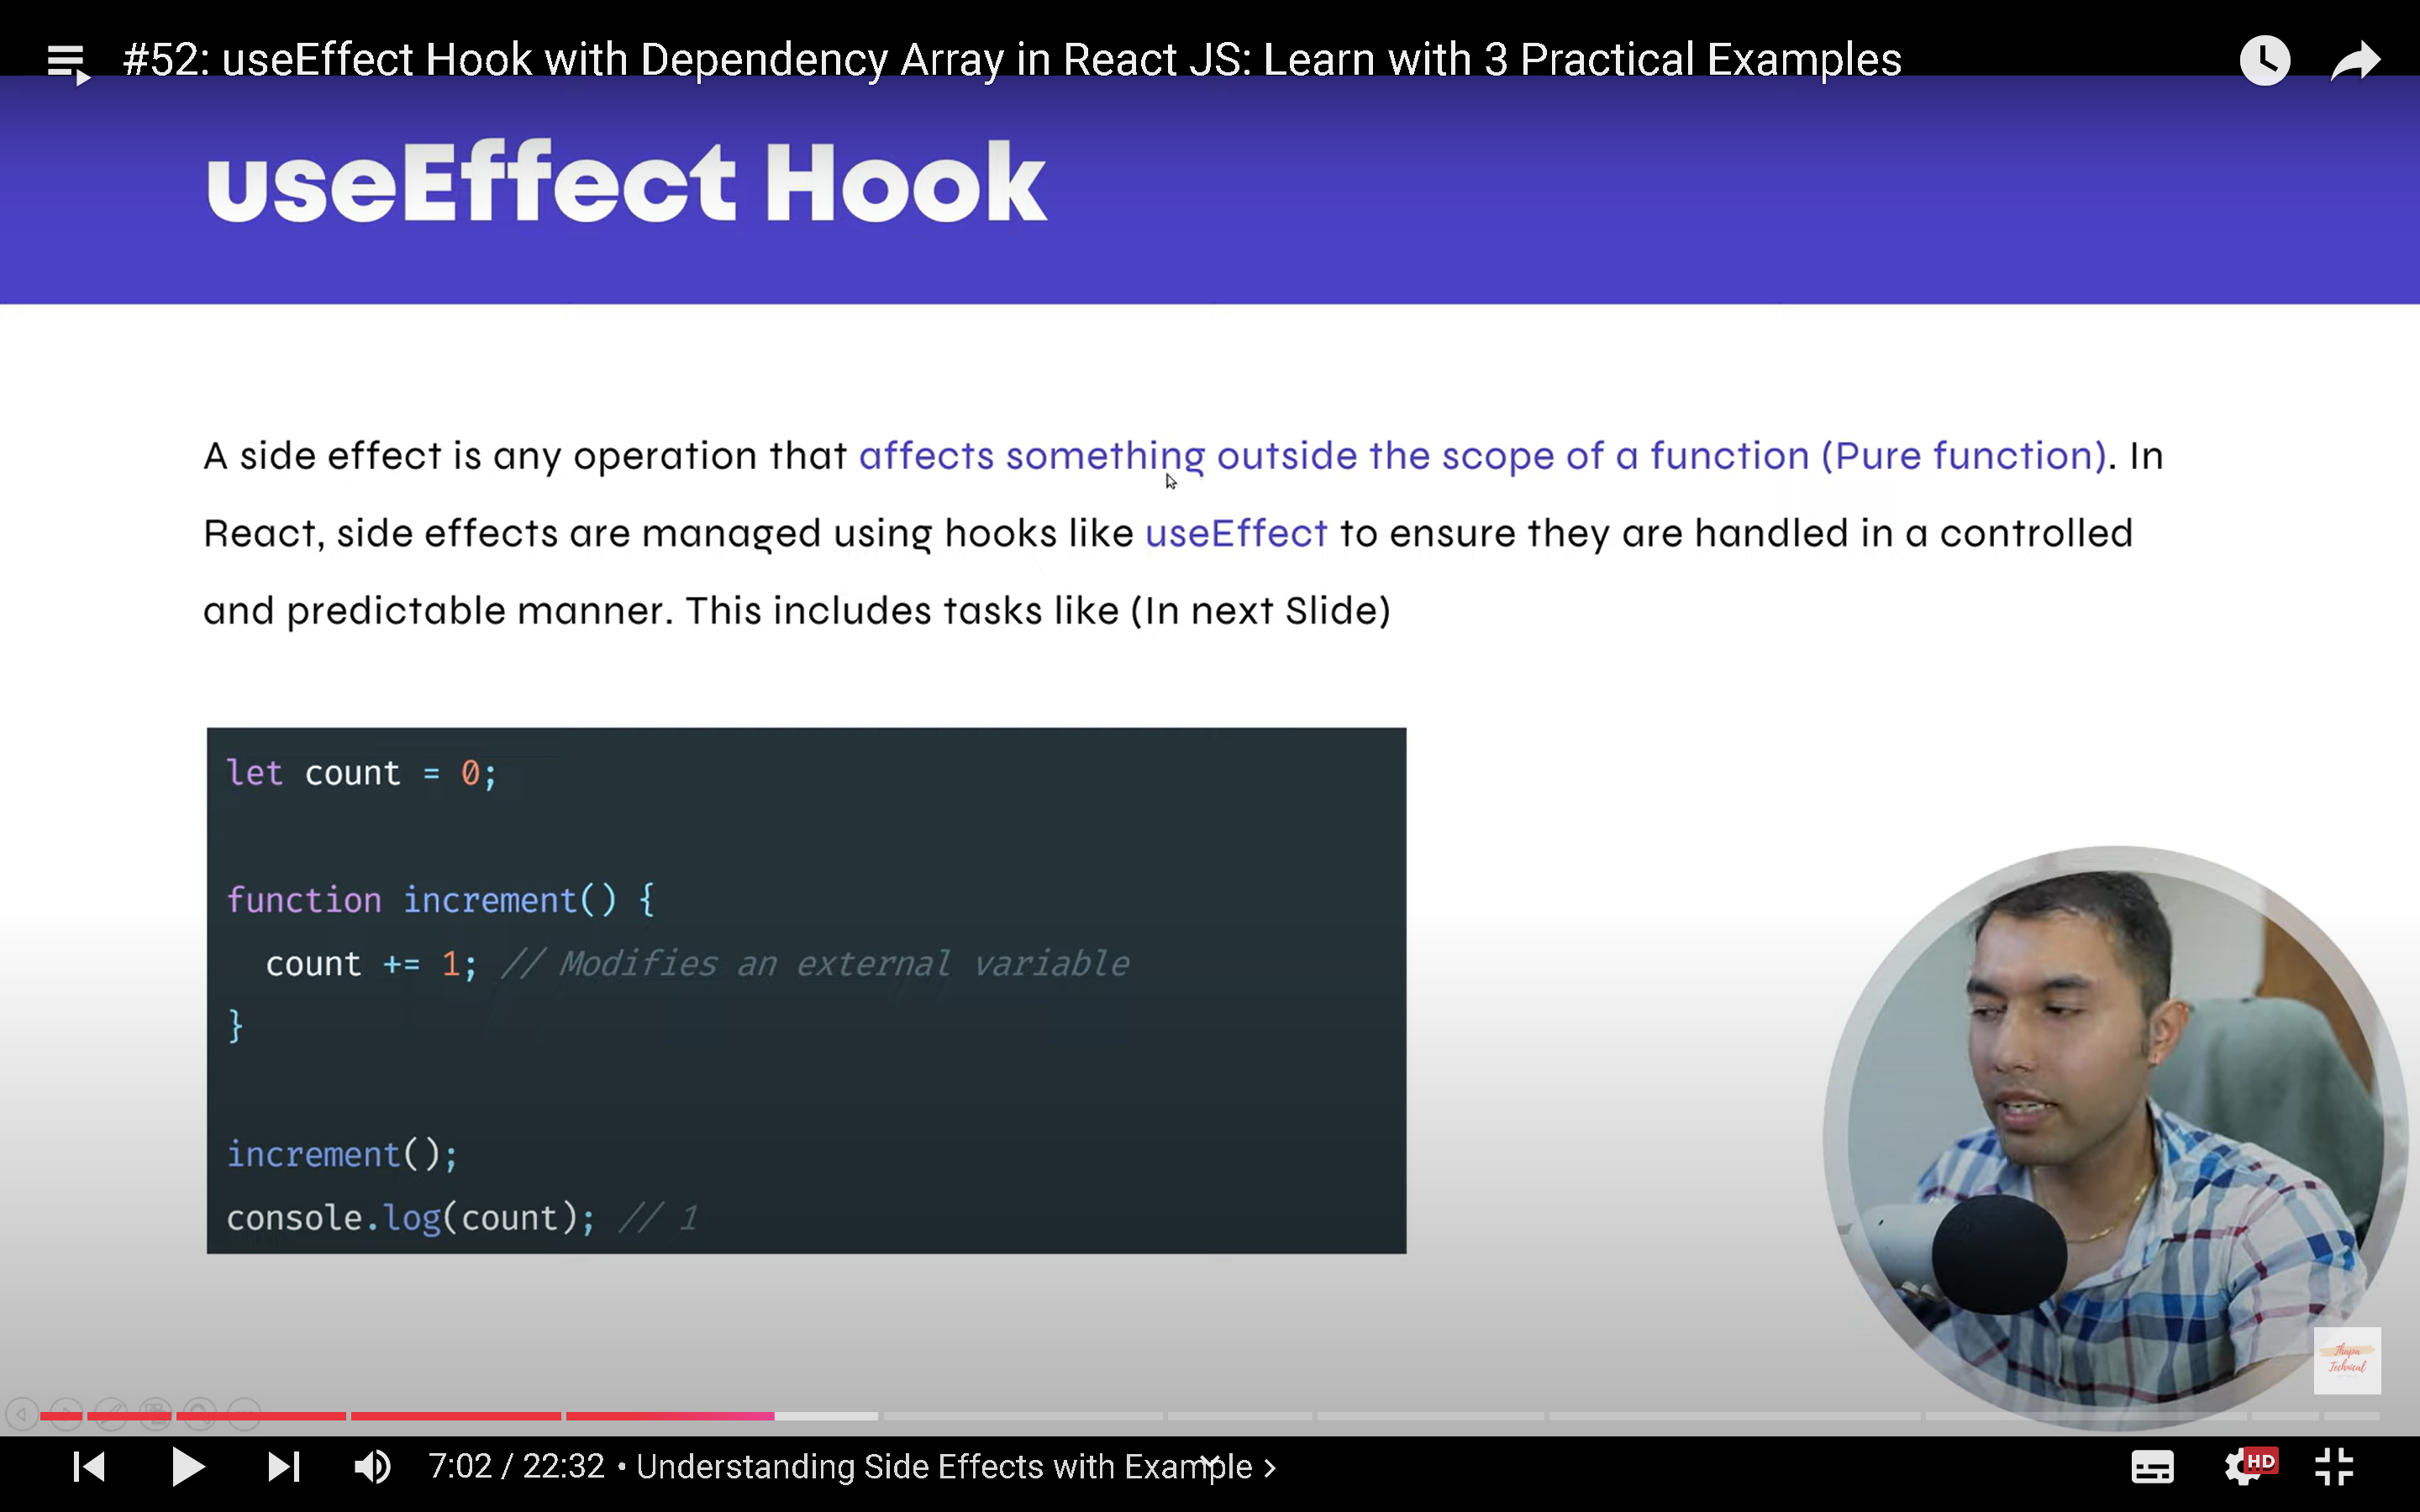 #52: useEffect Hook with Dependency Array in React JS: Learn with 3 Practical Examples
useEffect Hook
A side effect is any operation that affects something outside the scope of a function (Pure function). In
React, side effects are managed using hooks like useEffect to ensure they are handled in a controlled
and predictable manner. This includes tasks like (In next Slide)
let count = 0;
function increment() {
  count += 1; // Modifies an external variable
}
increment();
console.log(count); // 1
Thapa
Technical
7:02 / 22:32 • Understanding Side Effects with Example ›
HD